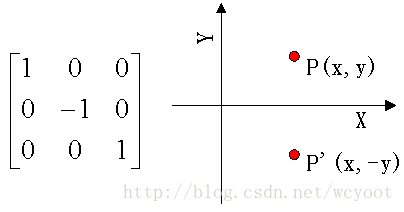 1 0 0
0 -1 0
0 0 1
Y
P(x, y)
X
P' (x, -y)
http://blog.csdn.net/wcyoot